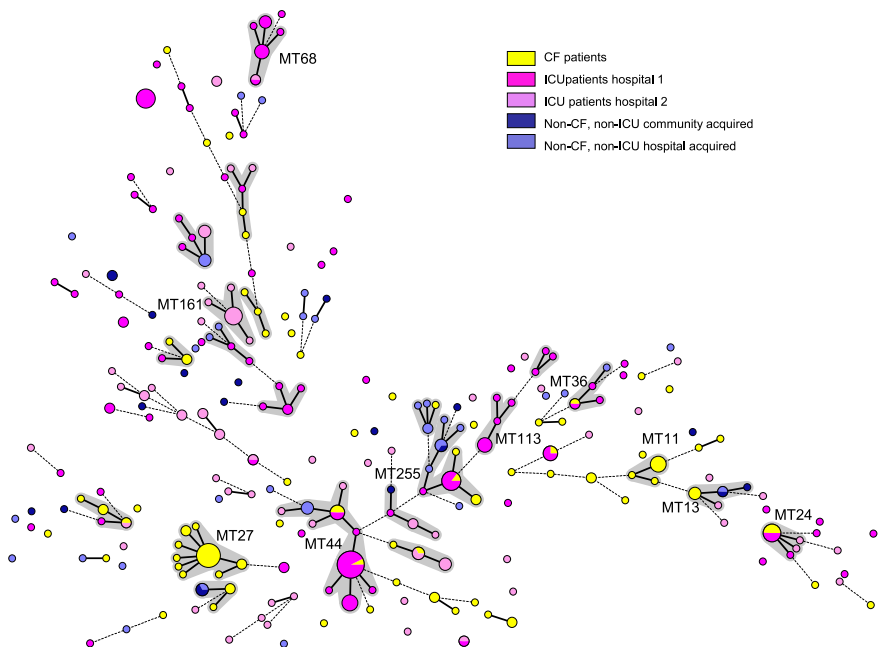 MT68
CF patients
ICUpatients hospital 1
ICU patients hospital 2
Non-CF, non-ICU community acquired
Non-CF, non-ICU hospital acquired
MT161
MT36
MT113
MT11
MT255
MT13
MT24
MT27
MT44